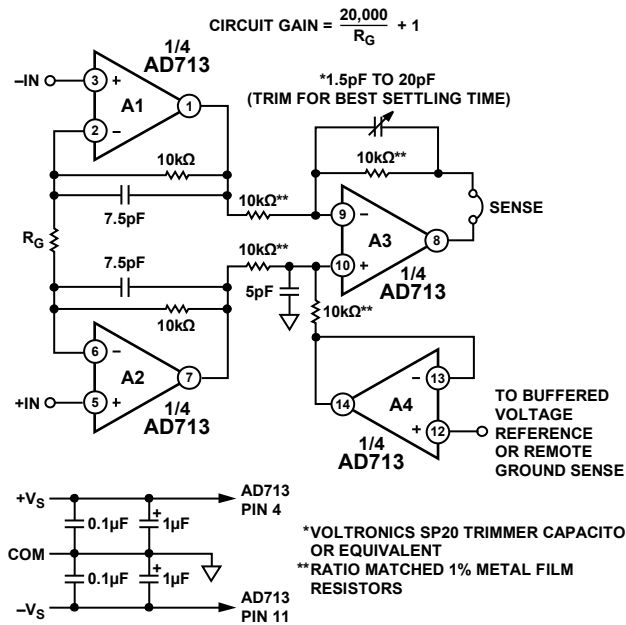 CIRCUIT GAIN = 20,000 / RG + 1
1/4
AD713
–IN
3
+
A1
1
2
–
*1.5pF TO 20pF
(TRIM FOR BEST SETTLING TIME)
10kΩ
7.5pF
10kΩ**
10kΩ**
9
–
SENSE
A3
8
RG
7.5pF
10kΩ**
10
+
5pF
1/4
AD713
10kΩ
10kΩ**
6
–
A2
7
–
13
+IN
5
+
14
A4
+
12
1/4
AD713
1/4
AD713
TO BUFFERED
VOLTAGE
REFERENCE
OR REMOTE
GROUND SENSE
+VS
AD713
PIN 4
0.1µF
+
1µF
COM
0.1µF
+
1µF
–VS
AD713
PIN 11
*VOLTRONICS SP20 TRIMMER CAPACITO
OR EQUIVALENT
**RATIO MATCHED 1% METAL FILM
RESISTORS